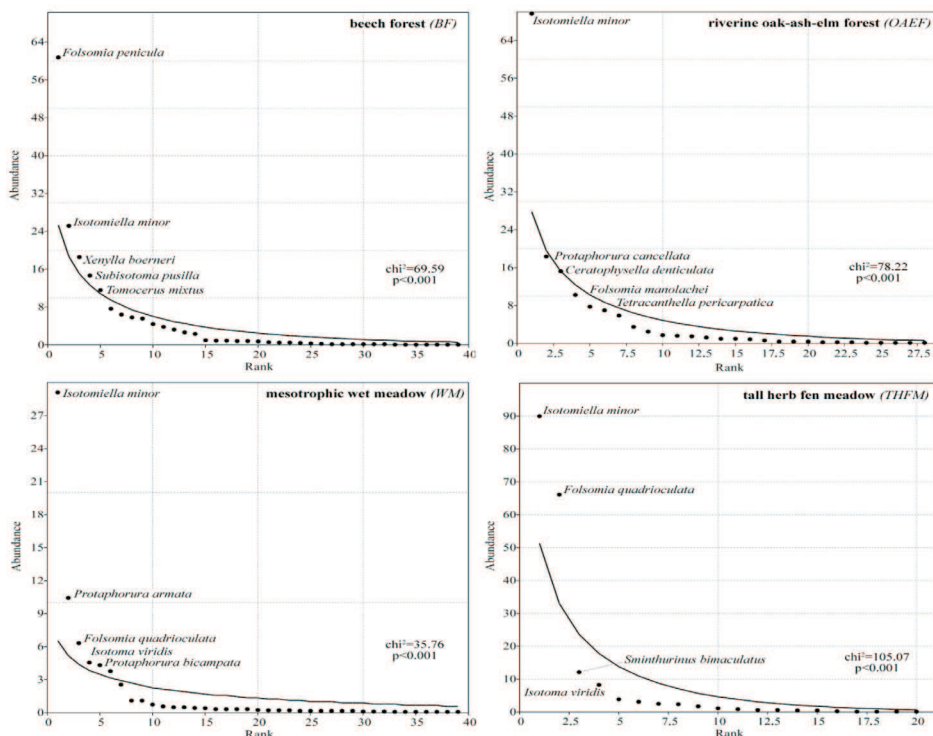 beech forest (BF)
64
56
48
40
32
24
16
8
0
Abundance
Folsomia penicula
Isotomiella minor
Xenylla boerneri
Subisotoma pusilla
Tomocerus mixtus
chi²=69.59
p<0.001
0 5 10 15 20 25 30 35 40
Rank
riverine oak-ash-elm forest (OAEF)
64
56
48
40
32
24
16
8
0
Abundance
Isotomiella minor
Protaphorura cancellata
Ceratophysella denticulata
Folsomia manolachei
Tetracanthella pericarpatica
chi²=78.22
p<0.001
0 2.5 5 7.5 10 12.5 15 17.5 20 22.5 25 27.5
Rank
mesotrophic wet meadow (WM)
27
24
21
18
15
12
9
6
3
0
Abundance
Isotomiella minor
Protaphorura armata
Folsomia quadrioculata
Isotoma viridis
Protaphorura bicampata
chi²=35.76
p<0.001
0 5 10 15 20 25 30 35 40
Rank
tall herb fen meadow (THFM)
90
80
70
60
50
40
30
20
10
0
Abundance
Isotomiella minor
Folsomia quadrioculata
Sminthurinus bimaculatus
Isotoma viridis
chi²=105.07
p<0.001
0 2.5 5 7.5 10 12.5 15 17.5 20
Rank